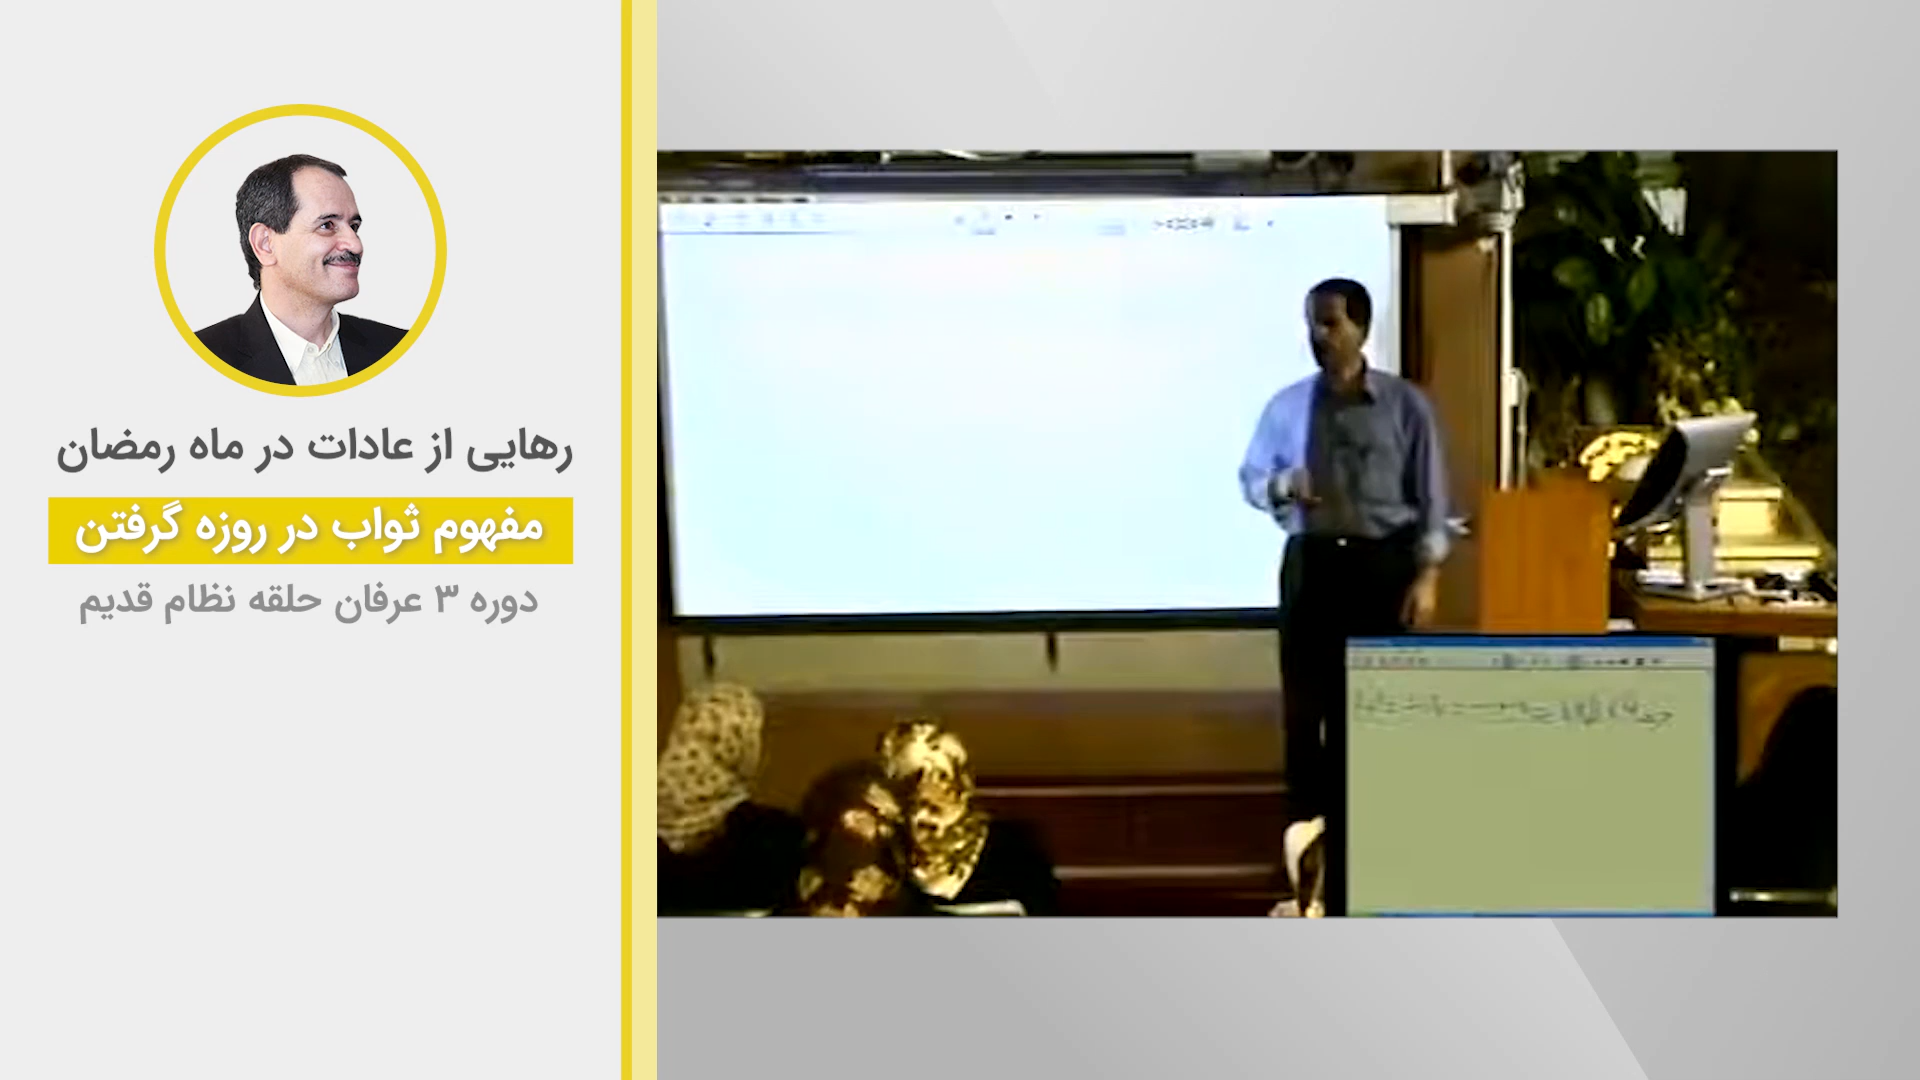 رهایی از عادات در ماه رمضان
مفهوم ثواب در روزه گرفتن
دوره ۳ عرفان حلقه نظام قدیم